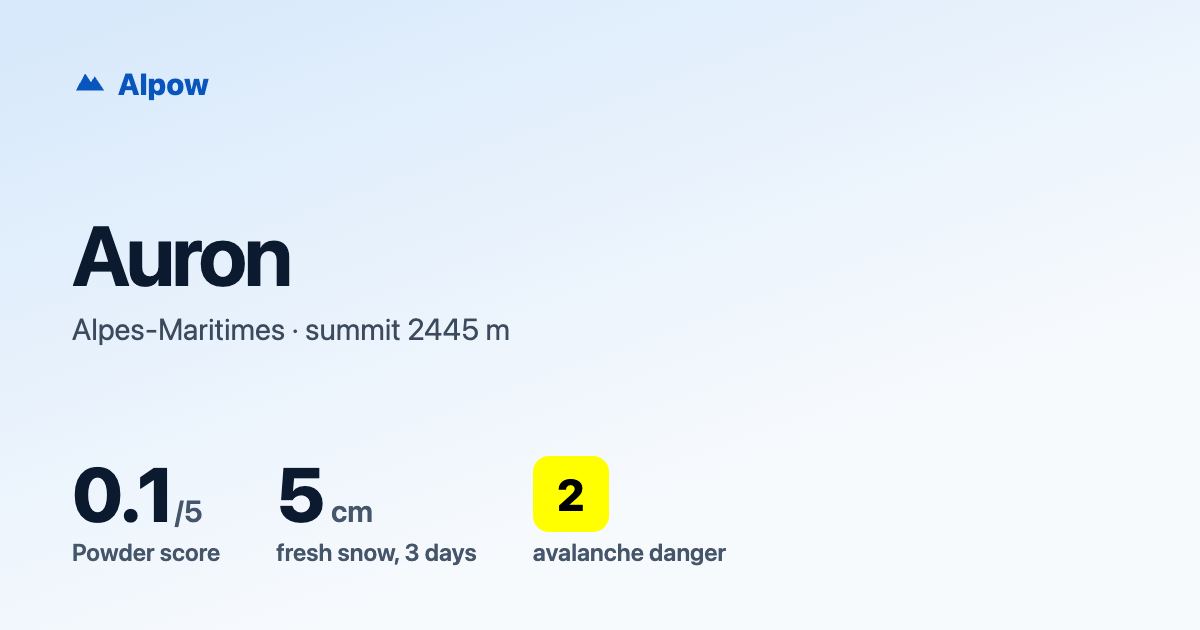 Alpow
Auron
Alpes-Maritimes · summit 2445 m
0.1/5 5 cm 2
Powder score fresh snow, 3 days avalanche danger